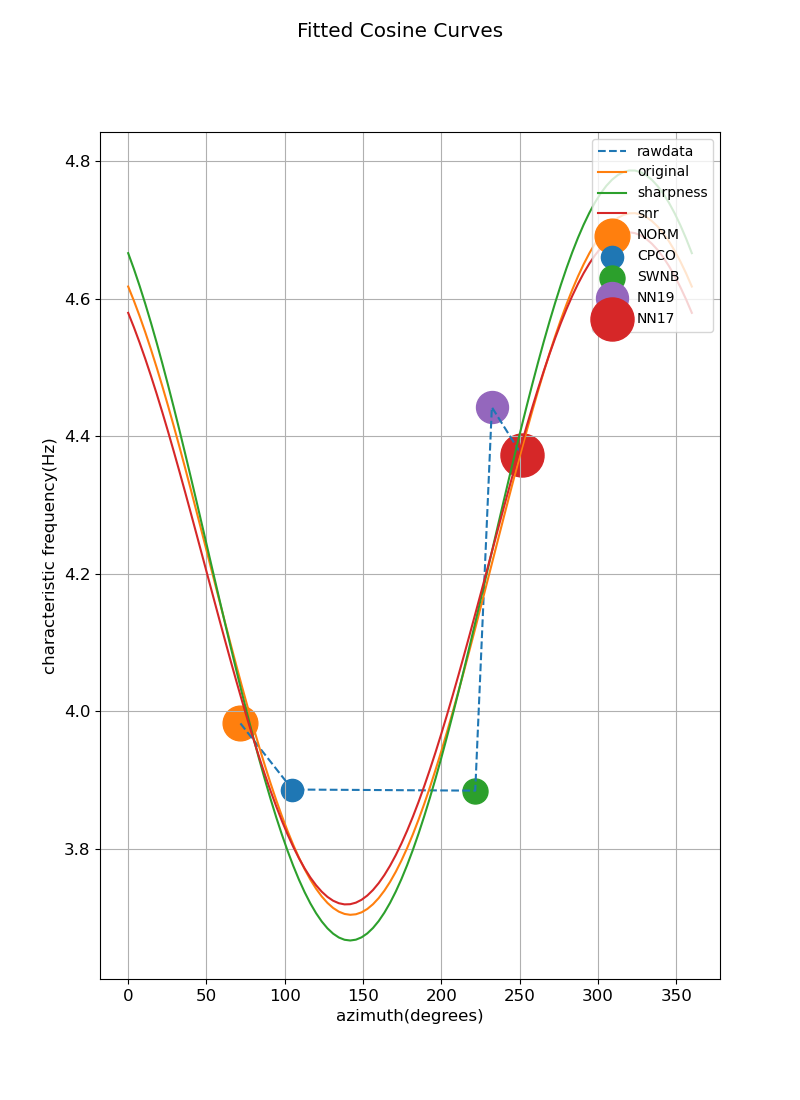 Fitted Cosine Curves
4.8
4.6
4.4
4.2
4.0
3.8
characteristic frequency(Hz)
rawdata
original
sharpness
snr
NORM
CPCO
SWNB
NN19
NN17
0 50 100 150 200 250 300 350
azimuth(degrees)